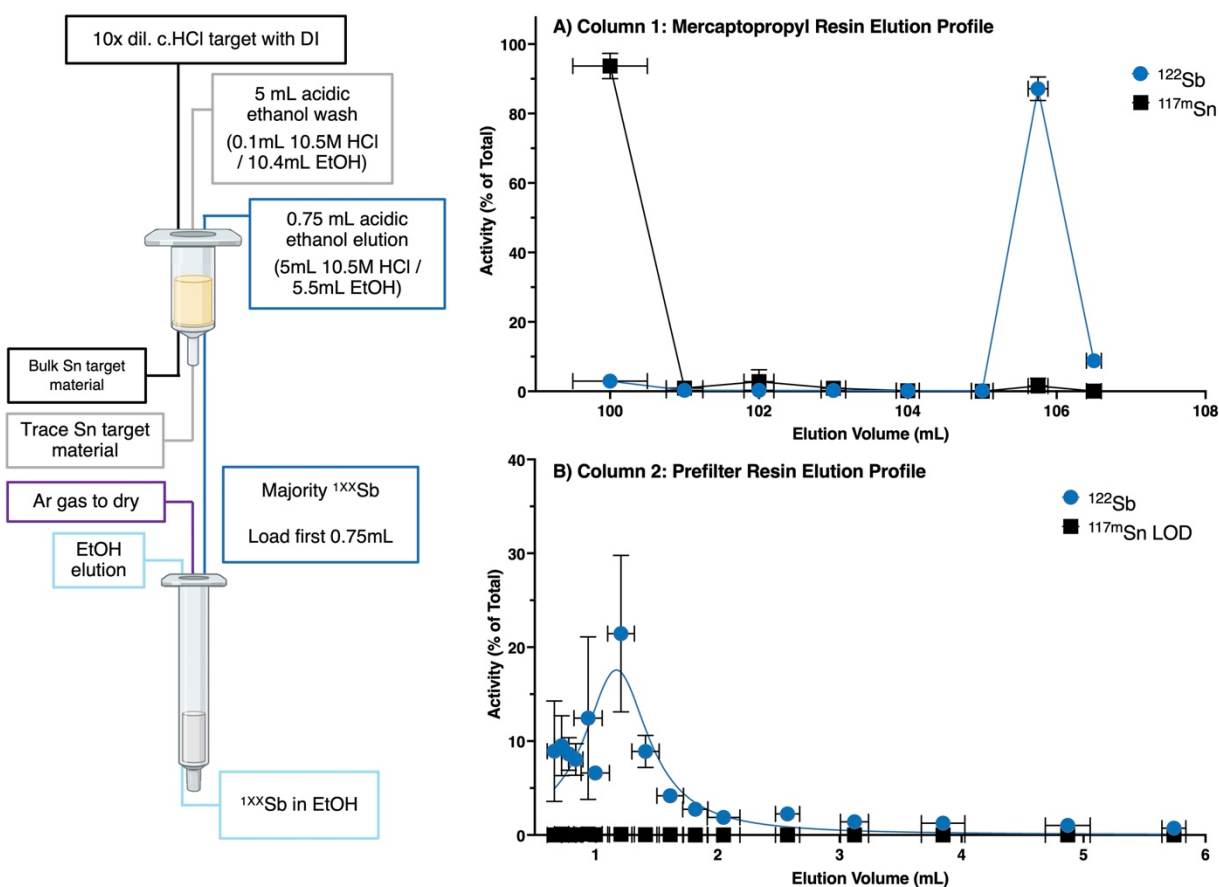 10x dil. c.HCl target with DI
5 mL acidic
ethanol wash
(0.1mL 10.5M HCl
/ 10.4mL EtOH)
0.75 mL acidic
ethanol elution
(5mL 10.5M HCl /
5.5mL EtOH)
Bulk Sn target
material
Trace Sn target
material
Ar gas to dry
EtOH
elution
Majority ¹ˣˣSb
Load first 0.75mL
¹ˣˣSb in EtOH
A) Column 1: Mercaptopropyl Resin Elution Profile
¹²²Sb
¹¹⁷ᵐSn
Activity (% of Total)
100
80
60
40
20
0
100
102
104
106
108
Elution Volume (mL)
B) Column 2: Prefilter Resin Elution Profile
¹²²Sb
¹¹⁷ᵐSn LOD
Activity (% of Total)
40
30
20
10
0
1
2
3
4
5
6
Elution Volume (mL)